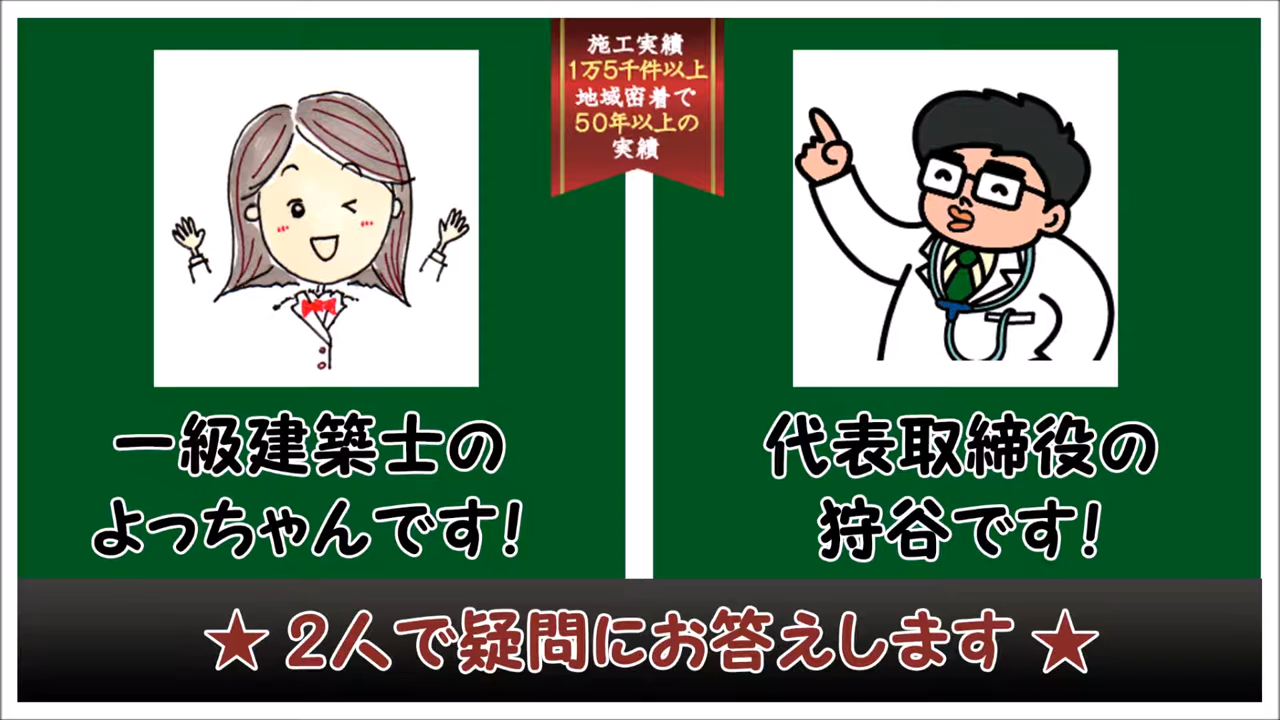 施工実績
1万5千件以上
地域密着で
50年以上の
実績
一級建築士の
よっちゃんです!
代表取締役の
狩谷です!
★ 2人で疑問にお答えします ★